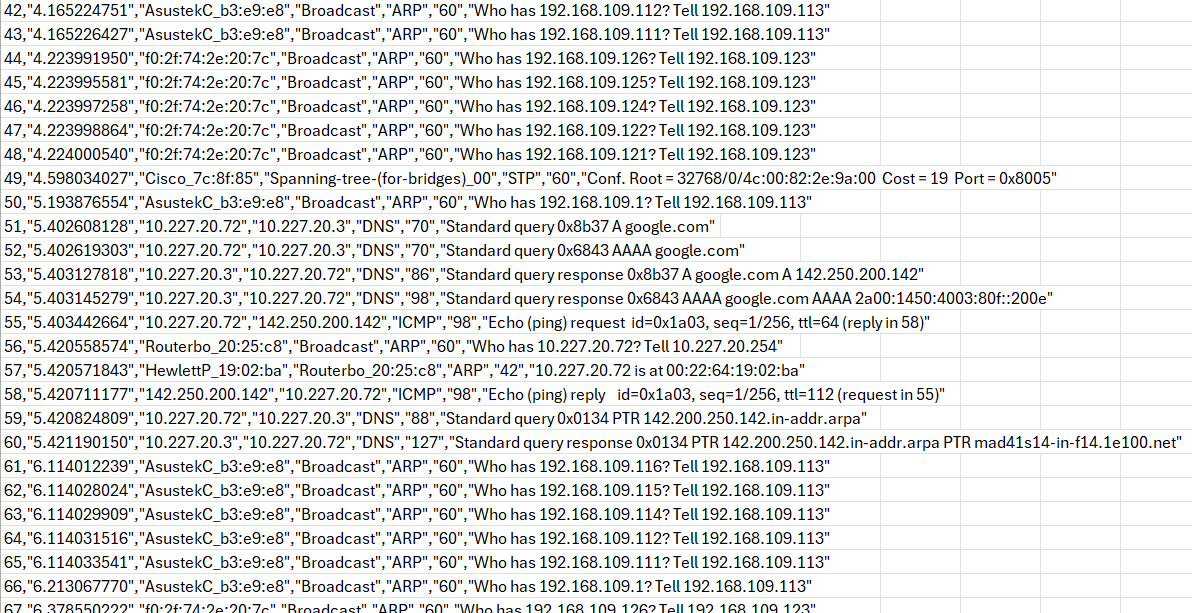 42,"4.165224751","AsustekC_b3:e9:e8","Broadcast","ARP","60","Who has 192.168.109.112? Tell 192.168.109.113"
43,"4.165226427","AsustekC_b3:e9:e8","Broadcast","ARP","60","Who has 192.168.109.111? Tell 192.168.109.113"
44,"4.223991950","f0:2f:74:2e:20:7c","Broadcast","ARP","60","Who has 192.168.109.126? Tell 192.168.109.123"
45,"4.223995581","f0:2f:74:2e:20:7c","Broadcast","ARP","60","Who has 192.168.109.125? Tell 192.168.109.123"
46,"4.223997258","f0:2f:74:2e:20:7c","Broadcast","ARP","60","Who has 192.168.109.124? Tell 192.168.109.123"
47,"4.223998864","f0:2f:74:2e:20:7c","Broadcast","ARP","60","Who has 192.168.109.122? Tell 192.168.109.123"
48,"4.224000540","f0:2f:74:2e:20:7c","Broadcast","ARP","60","Who has 192.168.109.121? Tell 192.168.109.123"
49,"4.598034027","Cisco_7c:8f:85","Spanning-tree-(for-bridges)_00","STP","60","Conf. Root = 32768/0/4c:00:82:2e:9a:00  Cost = 19  Port = 0x8005"
50,"5.193876554","AsustekC_b3:e9:e8","Broadcast","ARP","60","Who has 192.168.109.1? Tell 192.168.109.113"
51,"5.402608128","10.227.20.72","10.227.20.3","DNS","70","Standard query 0x8b37 A google.com"
52,"5.402619303","10.227.20.72","10.227.20.3","DNS","70","Standard query 0x6843 AAAA google.com"
53,"5.403127818","10.227.20.3","10.227.20.72","DNS","86","Standard query response 0x8b37 A google.com A 142.250.200.142"
54,"5.403145279","10.227.20.3","10.227.20.72","DNS","98","Standard query response 0x6843 AAAA google.com AAAA 2a00:1450:4003:80f::200e"
55,"5.403442664","10.227.20.72","142.250.200.142","ICMP","98","Echo (ping) request  id=0x1a03, seq=1/256, ttl=64 (reply in 58)"
56,"5.420558574","Routerbo_20:25:c8","Broadcast","ARP","60","Who has 10.227.20.72? Tell 10.227.20.254"
57,"5.420571843","HewlettP_19:02:ba","Routerbo_20:25:c8","ARP","42","10.227.20.72 is at 00:22:64:19:02:ba"
58,"5.420711177","142.250.200.142","10.227.20.72","ICMP","98","Echo (ping) reply    id=0x1a03, seq=1/256, ttl=112 (request in 55)"
59,"5.420824809","10.227.20.72","10.227.20.3","DNS","88","Standard query 0x0134 PTR 142.200.250.142.in-addr.arpa"
60,"5.421190150","10.227.20.3","10.227.20.72","DNS","127","Standard query response 0x0134 PTR 142.200.250.142.in-addr.arpa PTR mad41s14-in-f14.1e100.net"
61,"6.114012239","AsustekC_b3:e9:e8","Broadcast","ARP","60","Who has 192.168.109.116? Tell 192.168.109.113"
62,"6.114028024","AsustekC_b3:e9:e8","Broadcast","ARP","60","Who has 192.168.109.115? Tell 192.168.109.113"
63,"6.114029909","AsustekC_b3:e9:e8","Broadcast","ARP","60","Who has 192.168.109.114? Tell 192.168.109.113"
64,"6.114031516","AsustekC_b3:e9:e8","Broadcast","ARP","60","Who has 192.168.109.112? Tell 192.168.109.113"
65,"6.114033541","AsustekC_b3:e9:e8","Broadcast","ARP","60","Who has 192.168.109.111? Tell 192.168.109.113"
66,"6.213067770","AsustekC_b3:e9:e8","Broadcast","ARP","60","Who has 192.168.109.1? Tell 192.168.109.113"
67,"6.378550222","f0:2f:74:2e:20:7c","Broadcast","ARP","60","Who has 192.168.109.126? Tell 192.168.109.123"